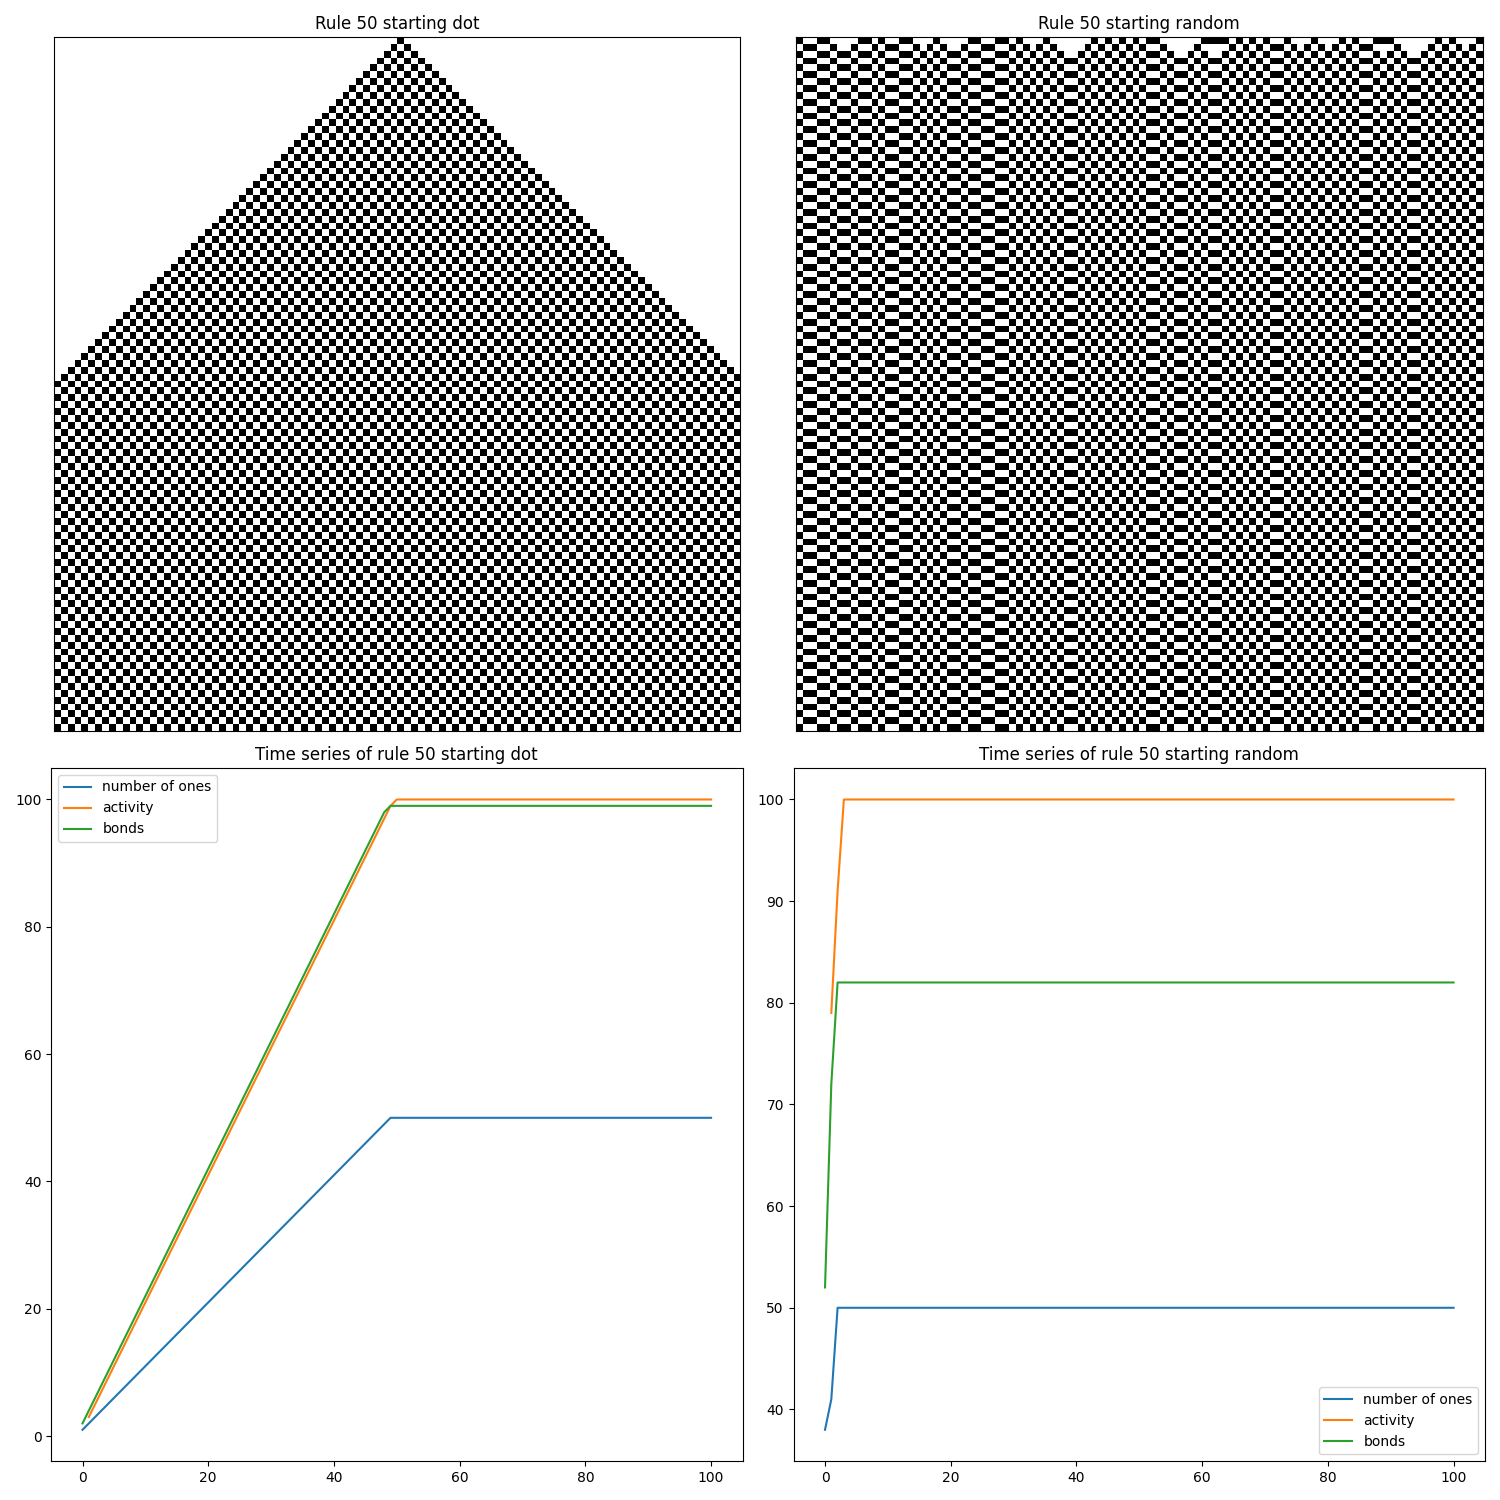 Rule 50 starting dot
Rule 50 starting random
Time series of rule 50 starting dot
number of ones
activity
bonds
100
80
60
40
20
0
0 20 40 60 80 100
Time series of rule 50 starting random
100
90
80
70
60
50
40
number of ones
activity
bonds
0 20 40 60 80 100